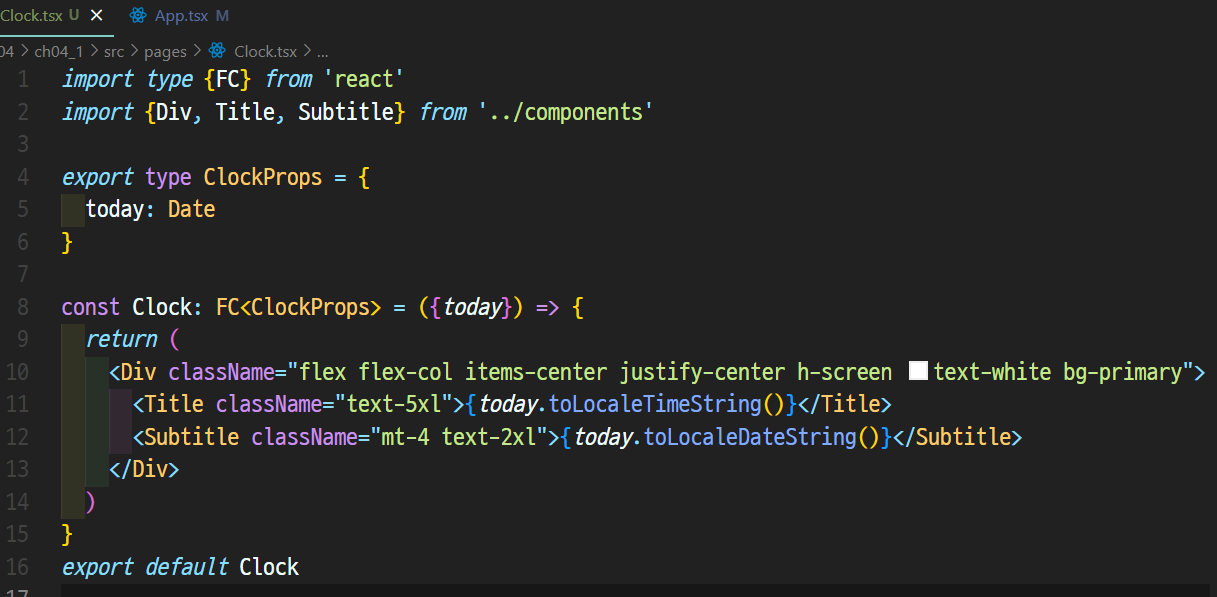 Clock.tsx U × App.tsx M
04 > ch04_1 > src > pages > Clock.tsx > ...
1 import type {FC} from 'react'
2 import {Div, Title, Subtitle} from '../components'
3
4 export type ClockProps = {
5 today: Date
6 }
7
8 const Clock: FC<ClockProps> = ({today}) => {
9 return (
10 <Div className="flex flex-col items-center justify-center h-screen text-white bg-primary">
11 <Title className="text-5xl">{today.toLocaleTimeString()}</Title>
12 <Subtitle className="mt-4 text-2xl">{today.toLocaleDateString()}</Subtitle>
13 </Div>
14 )
15 }
16 export default Clock
17